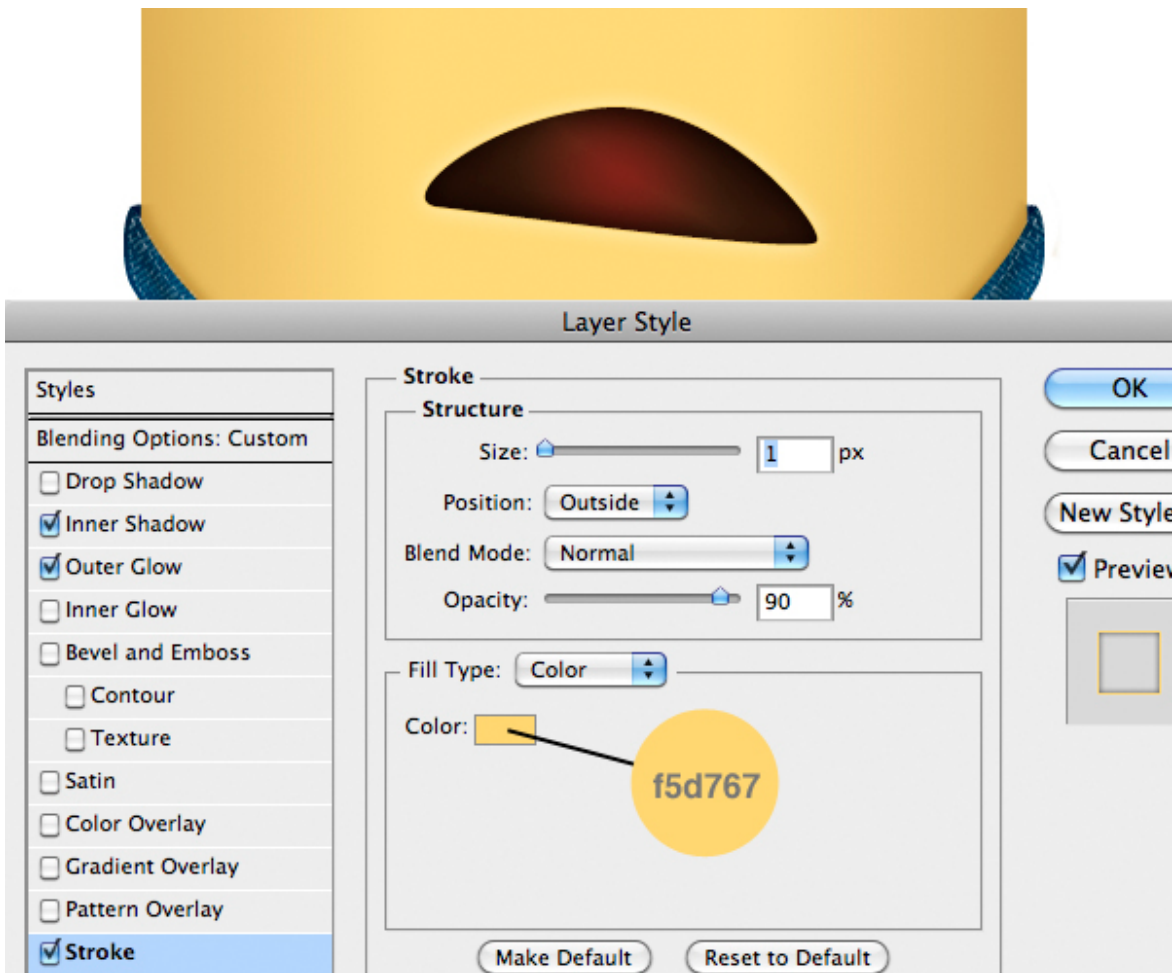 Layer Style
Styles
Blending Options: Custom
Drop Shadow
Inner Shadow
Outer Glow
Inner Glow
Bevel and Emboss
Contour
Texture
Satin
Color Overlay
Gradient Overlay
Pattern Overlay
Stroke
Stroke
Structure
Size: 1 px
Position: Outside
Blend Mode: Normal
Opacity: 90 %
Fill Type: Color
Color:
f5d767
Make Default Reset to Default
OK
Cancel
New Style
Preview